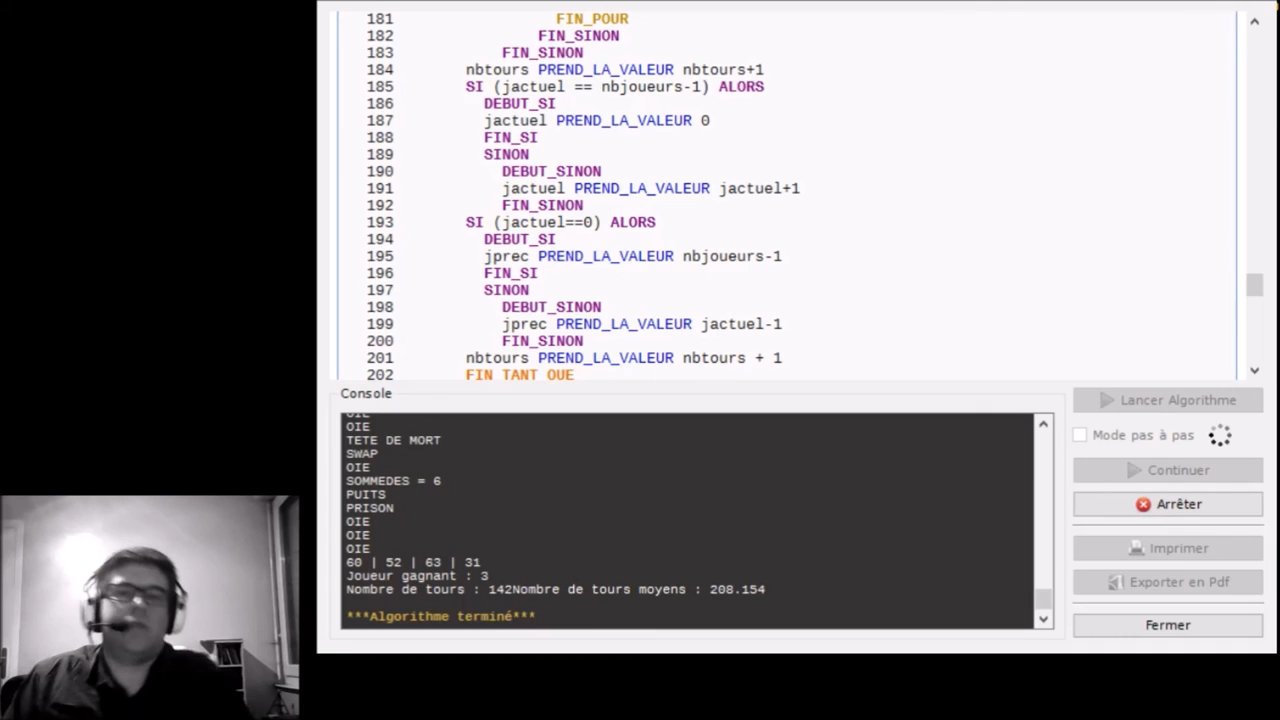 181 FIN_POUR
182 FIN_SINON
183 FIN_SINON
184 nbtours PREND_LA_VALEUR nbtours+1
185 SI (jactuel == nbjoueurs-1) ALORS
186 DEBUT_SI
187 jactuel PREND_LA_VALEUR 0
188 FIN_SI
189 SINON
190 DEBUT_SINON
191 jactuel PREND_LA_VALEUR jactuel+1
192 FIN_SINON
193 SI (jactuel==0) ALORS
194 DEBUT_SI
195 jprec PREND_LA_VALEUR nbjoueurs-1
196 FIN_SI
197 SINON
198 DEBUT_SINON
199 jprec PREND_LA_VALEUR jactuel-1
200 FIN_SINON
201 nbtours PREND_LA_VALEUR nbtours + 1
202 FIN_TANT_QUE
Console
OIE
OIE
TETE DE MORT
SWAP
OIE
SOMMEDES = 6
PUITS
PRISON
OIE
OIE
OIE
60 | 52 | 63 | 31
Joueur gagnant : 3
Nombre de tours : 142Nombre de tours moyens : 208.154
***Algorithme terminé***
Lancer Algorithme
Mode pas à pas
Continuer
Arrêter
Imprimer
Exporter en Pdf
Fermer